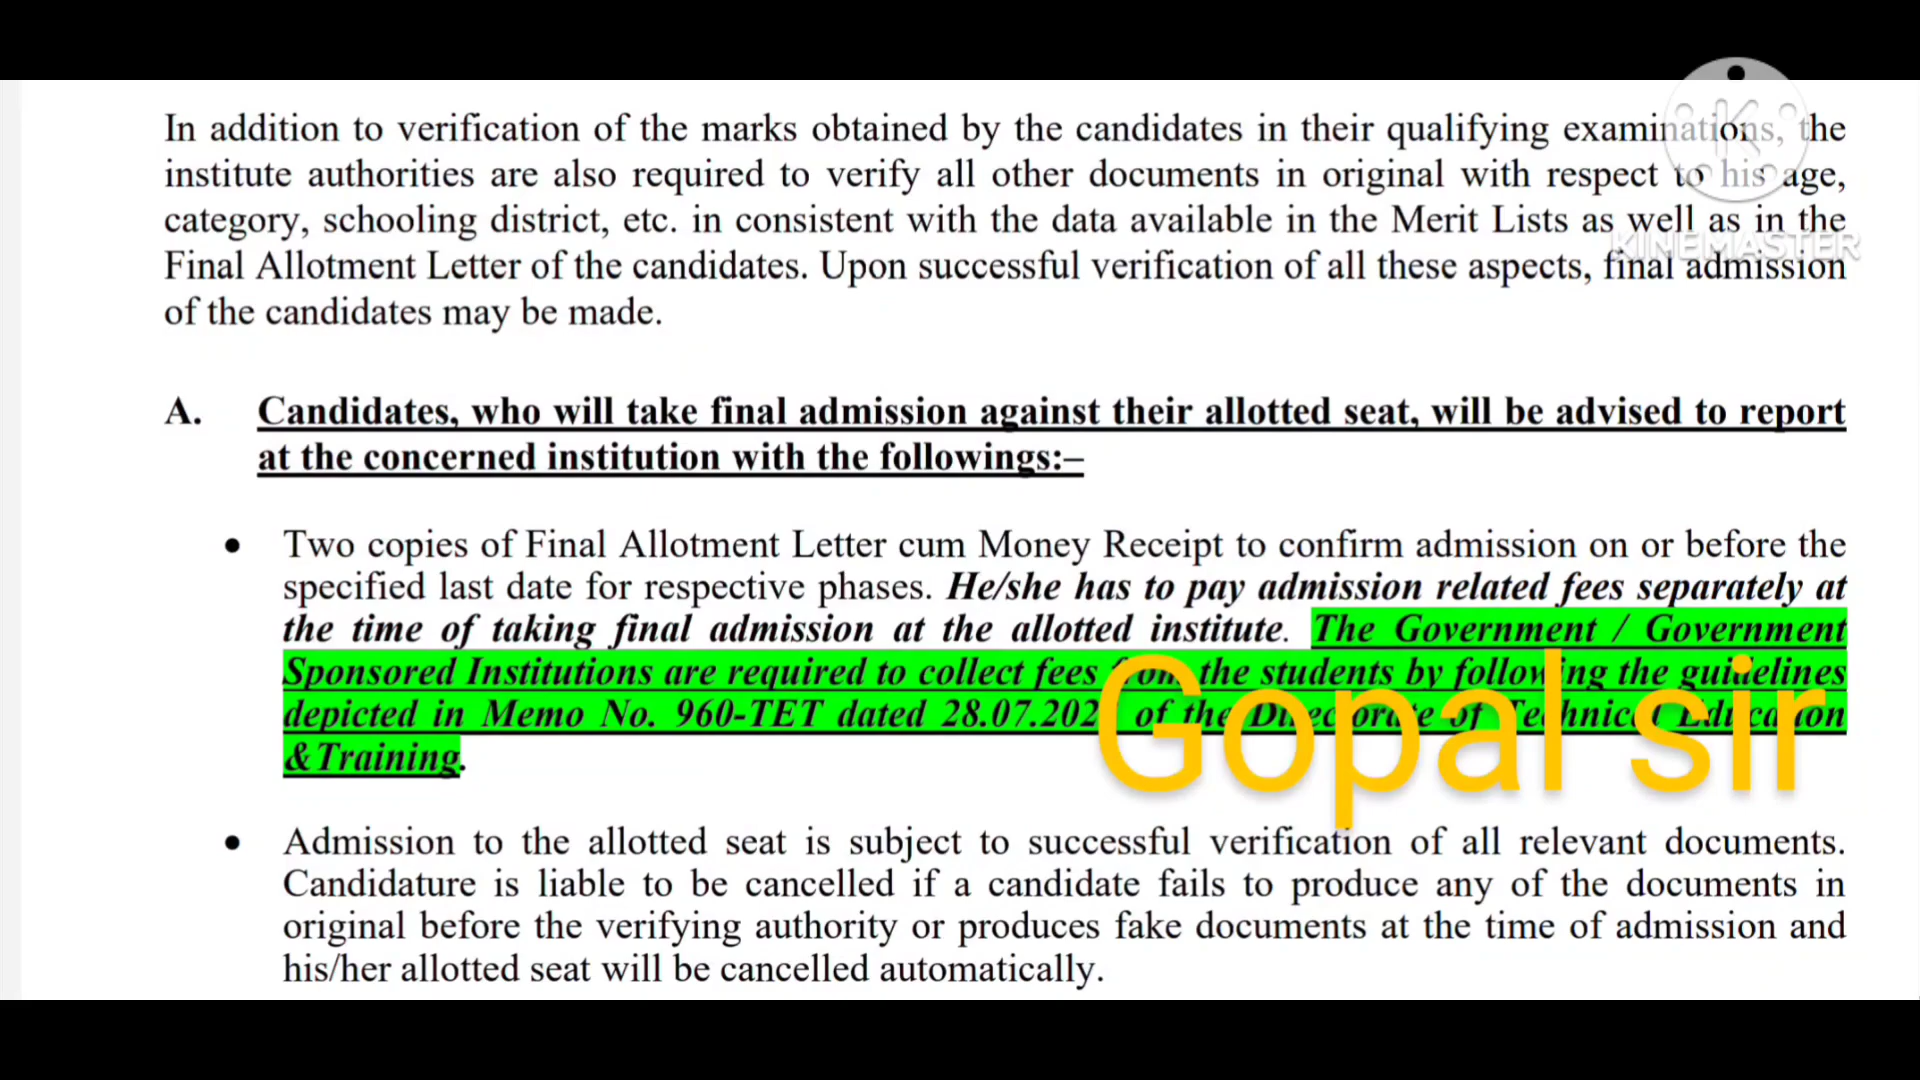 In addition to verification of the marks obtained by the candidates in their qualifying examinations, the
institute authorities are also required to verify all other documents in original with respect to his age,
category, schooling district, etc. in consistent with the data available in the Merit Lists as well as in the
Final Allotment Letter of the candidates. Upon successful verification of all these aspects, final admission
of the candidates may be made.
KINEMASTER
A. Candidates, who will take final admission against their allotted seat, will be advised to report
at the concerned institution with the followings:–
• Two copies of Final Allotment Letter cum Money Receipt to confirm admission on or before the
specified last date for respective phases. He/she has to pay admission related fees separately at
the time of taking final admission at the allotted institute. The Government / Government
Sponsored Institutions are required to collect fees from the students by following the guidelines
depicted in Memo No. 960-TET dated of the Directorate of Technical Education
&Training.
Gopal sir
• Admission to the allotted seat is subject to successful verification of all relevant documents.
Candidature is liable to be cancelled if a candidate fails to produce any of the documents in
original before the verifying authority or produces fake documents at the time of admission and
his/her allotted seat will be cancelled automatically.